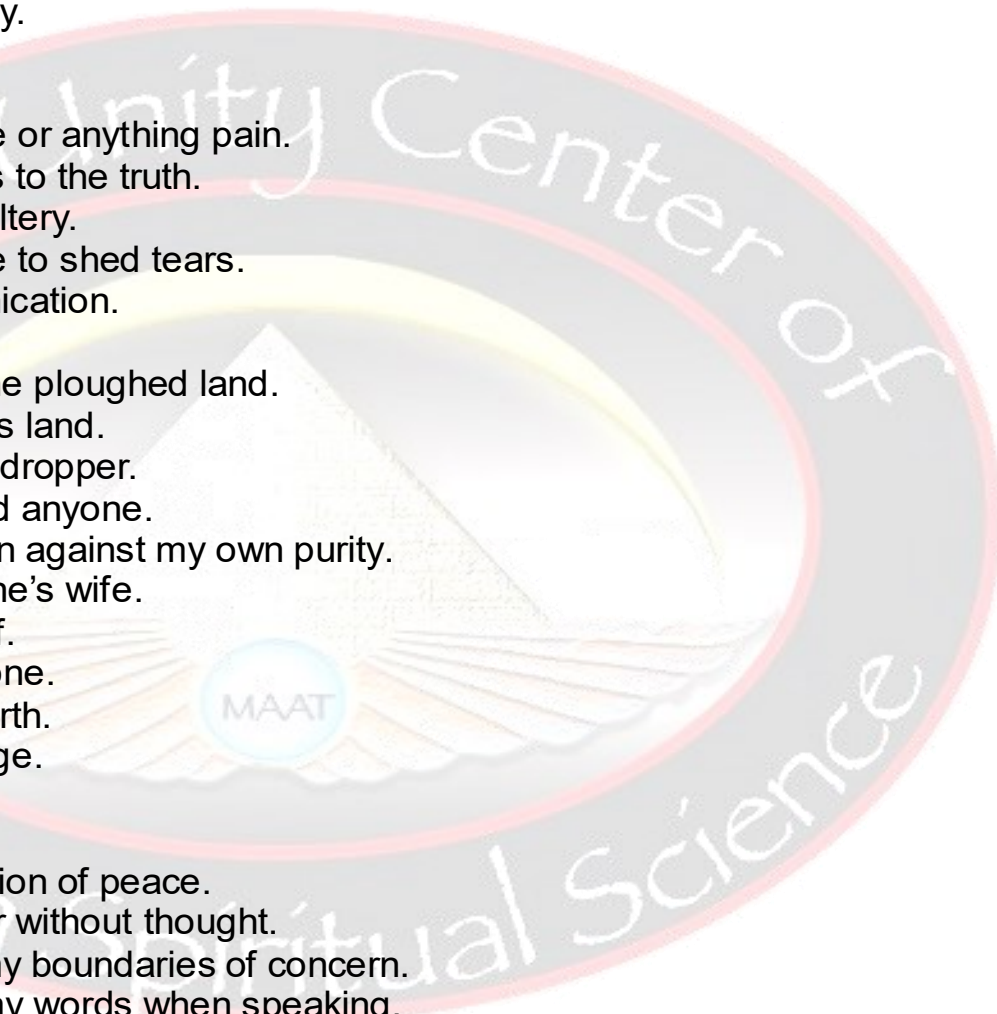 y.
e or anything pain.
s to the truth.
ltery.
e to shed tears.
nication.
he ploughed land.
s land.
dropper.
d anyone.
n against my own purity.
ne’s wife.
f.
one.
rth.
ge.
ion of peace.
r without thought.
ny boundaries of concern.
ny words when speaking.
Unity Center of
Spiritual Science
MAAT